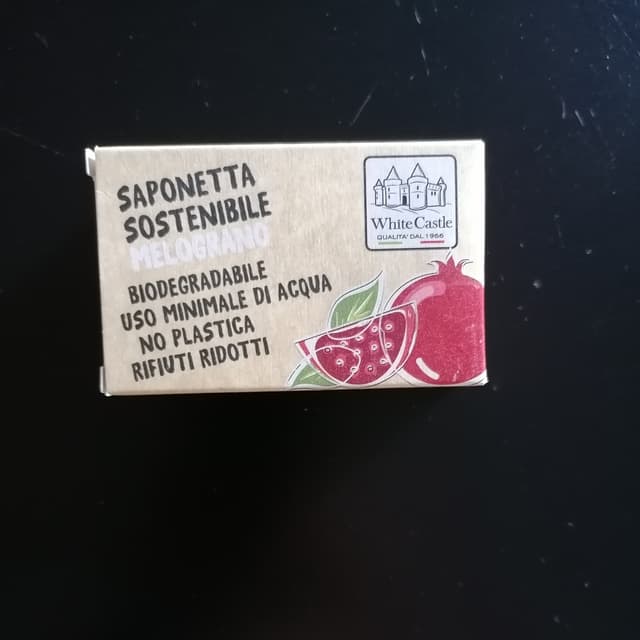 SAPONETTA
SOSTENIBILE
MELOGRANO
BIODEGRADABILE
USO MINIMALE DI ACQUA
NO PLASTICA
RIFIUTI RIDOTTI
White Castle
QUALITA' DAL 1966